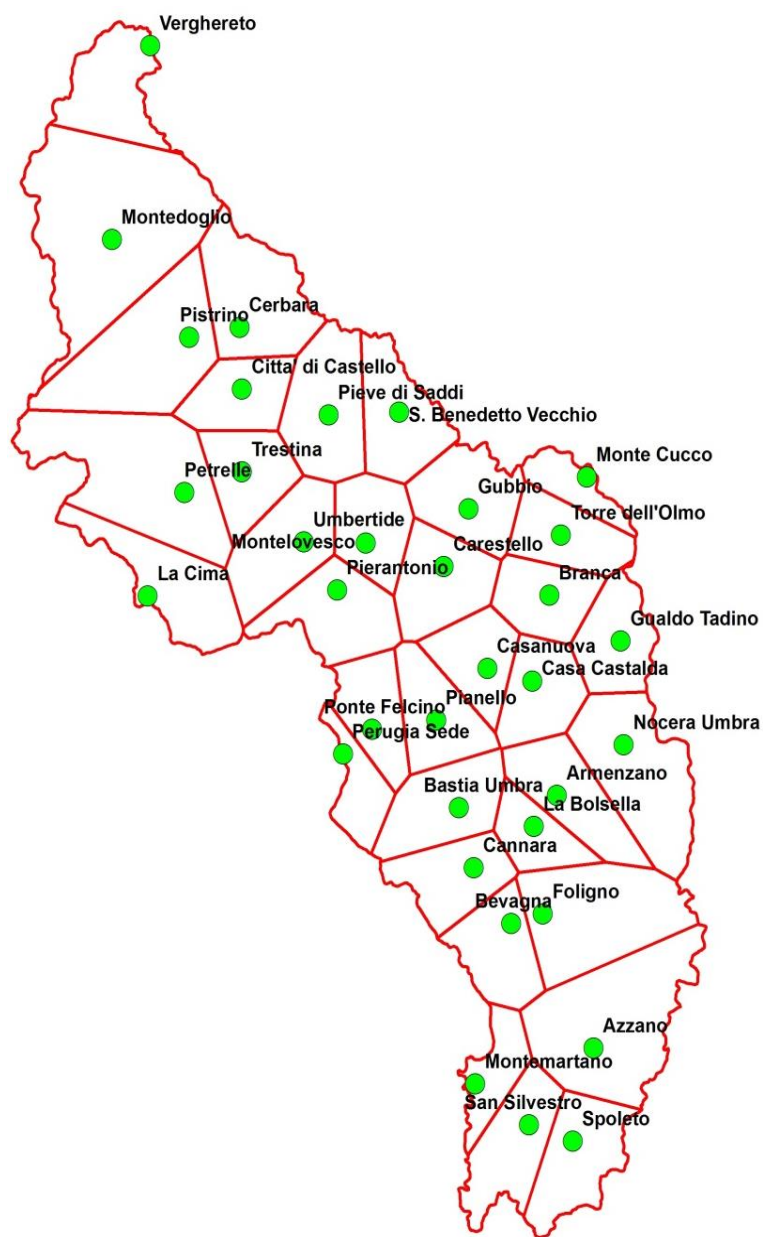 Verghereto
Montedoglio
Pistrino
Cerbara
Citta' di Castello
Pieve di Saddi
S. Benedetto Vecchio
Trestina
Petrelle
Monte Cucco
Gubbio
Torre dell'Olmo
Umbertide
Montelovesco
Carestello
Pierantonio
Branca
La Cima
Gualdo Tadino
Casanuova
Casa Castalda
Ponte Felcino
Pianello
Nocera Umbra
Perugia Sede
Armenzano
Bastia Umbra
La Bolsella
Cannara
Bevagna
Foligno
Azzano
Montemartano
San Silvestro
Spoleto